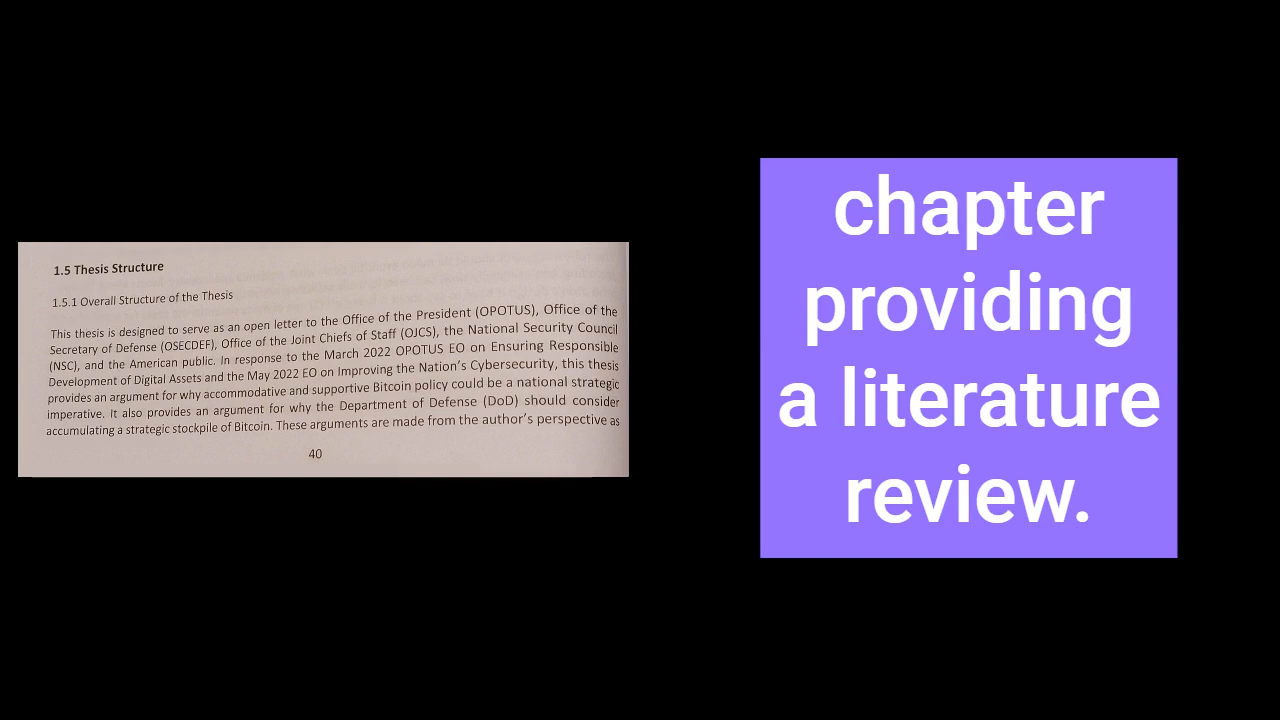 1.5 Thesis Structure
1.5.1 Overall Structure of the Thesis
This thesis is designed to serve as an open letter to the Office of the President (OPOTUS), Office of the
Secretary of Defense (OSECDEF), Office of the Joint Chiefs of Staff (OJCS), the National Security Council
(NSC), and the American public. In response to the March 2022 OPOTUS EO on Ensuring Responsible
Development of Digital Assets and the May 2022 EO on Improving the Nation's Cybersecurity, this thesis
provides an argument for why accommodative and supportive Bitcoin policy could be a national strategic
imperative. It also provides an argument for why the Department of Defense (DoD) should consider
accumulating a strategic stockpile of Bitcoin. These arguments are made from the author's perspective as
40
chapter
providing
a literature
review.